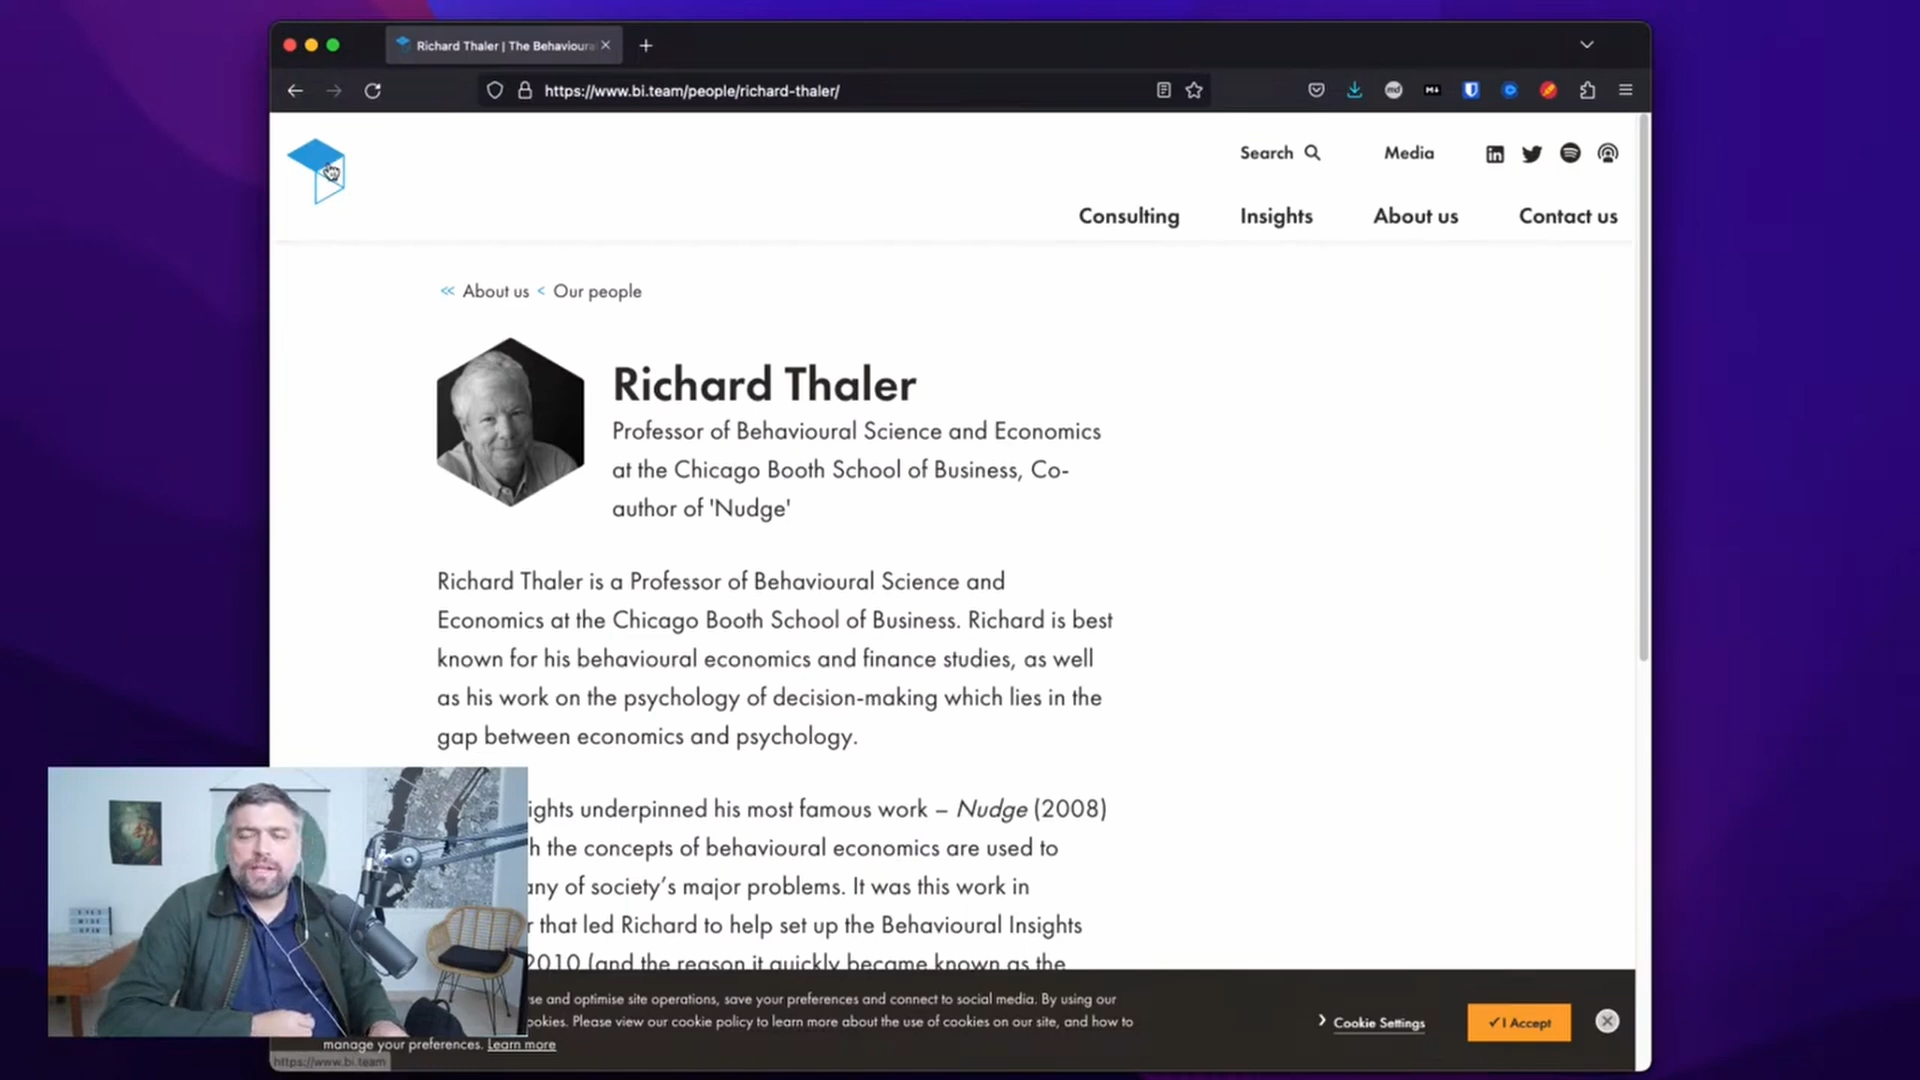 Richard Thaler | The Behavioura
https://www.bi.team/people/richard-thaler/
Search
Media
Consulting
Insights
About us
Contact us
<< About us < Our people
Richard Thaler
Professor of Behavioural Science and Economics
at the Chicago Booth School of Business, Co-
author of 'Nudge'
Richard Thaler is a Professor of Behavioural Science and
Economics at the Chicago Booth School of Business. Richard is best
known for his behavioural economics and finance studies, as well
as his work on the psychology of decision-making which lies in the
gap between economics and psychology.
ights underpinned his most famous work – Nudge (2008)
h the concepts of behavioural economics are used to
any of society's major problems. It was this work in
r that led Richard to help set up the Behavioural Insights
2010 (and the reason it quickly became known as the
se and optimise site operations, save your preferences and connect to social media. By using our
ookies. Please view our cookie policy to learn more about the use of cookies on our site, and how to
manage your preferences. Learn more
Cookie Settings
✓I Accept
https://www.bi.team